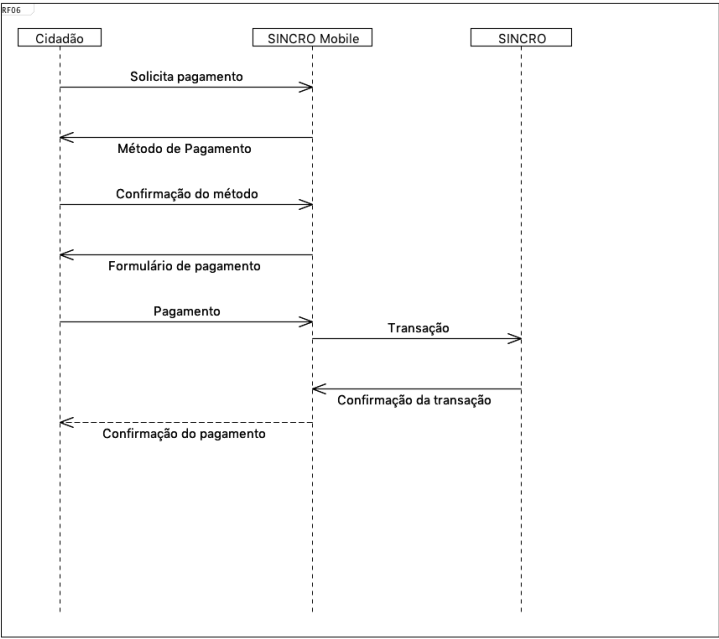 RF06
Cidadão
SINCRO Mobile
SINCRO
Solicita pagamento
Método de Pagamento
Confirmação do método
Formulário de pagamento
Pagamento
Transação
Confirmação da transação
Confirmação do pagamento